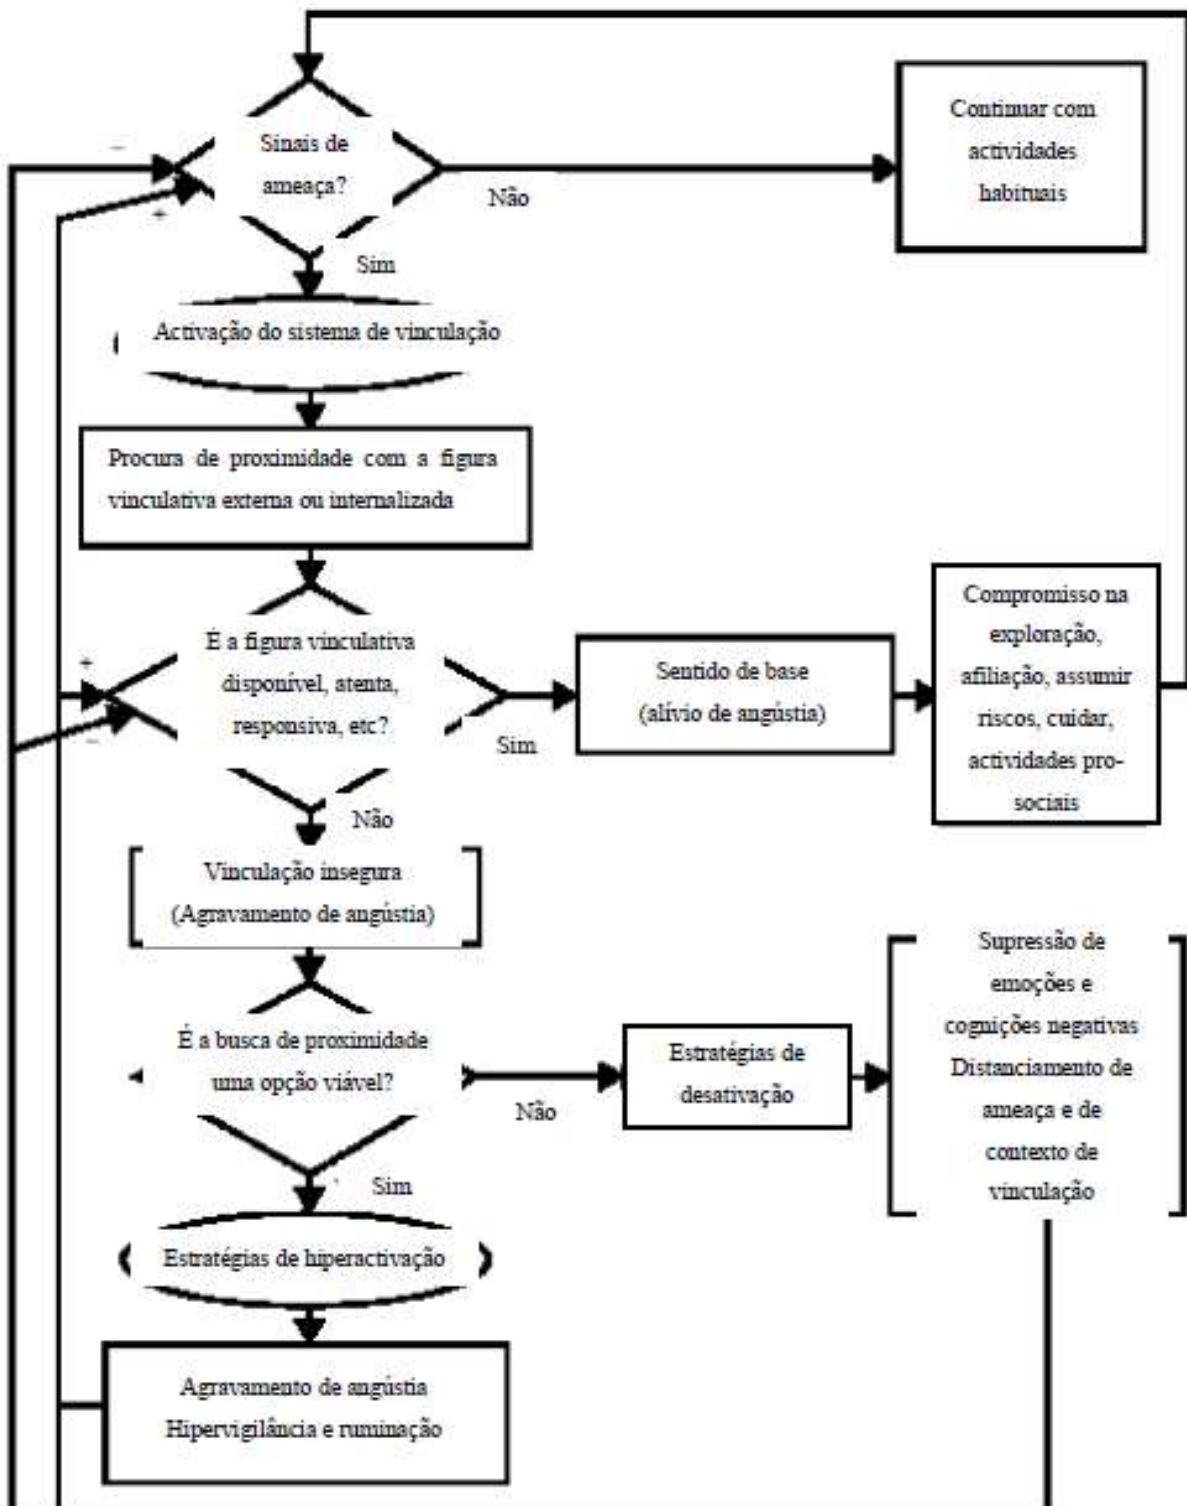 Sinais de
ameaça?
Continuar com
actividades
habituais
–
+
Não
Sim
Activação do sistema de vinculação
Procura de proximidade com a figura
vinculativa externa ou internalizada
É a figura vinculativa
disponível, atenta,
responsiva, etc?
+
–
Sim
Não
Sentido de base
(alívio de angústia)
Compromisso na
exploração,
afiliação, assumir
riscos, cuidar,
actividades pro-
sociais
Vinculação insegura
(Agravamento de angústia)
É a busca de proximidade
uma opção viável?
Não
Sim
Estratégias de
desativação
Supressão de
emoções e
cognições negativas
Distanciamento de
ameaça e de
contexto de
vinculação
Estratégias de hiperactivação
Agravamento de angústia
Hipervigilância e ruminação